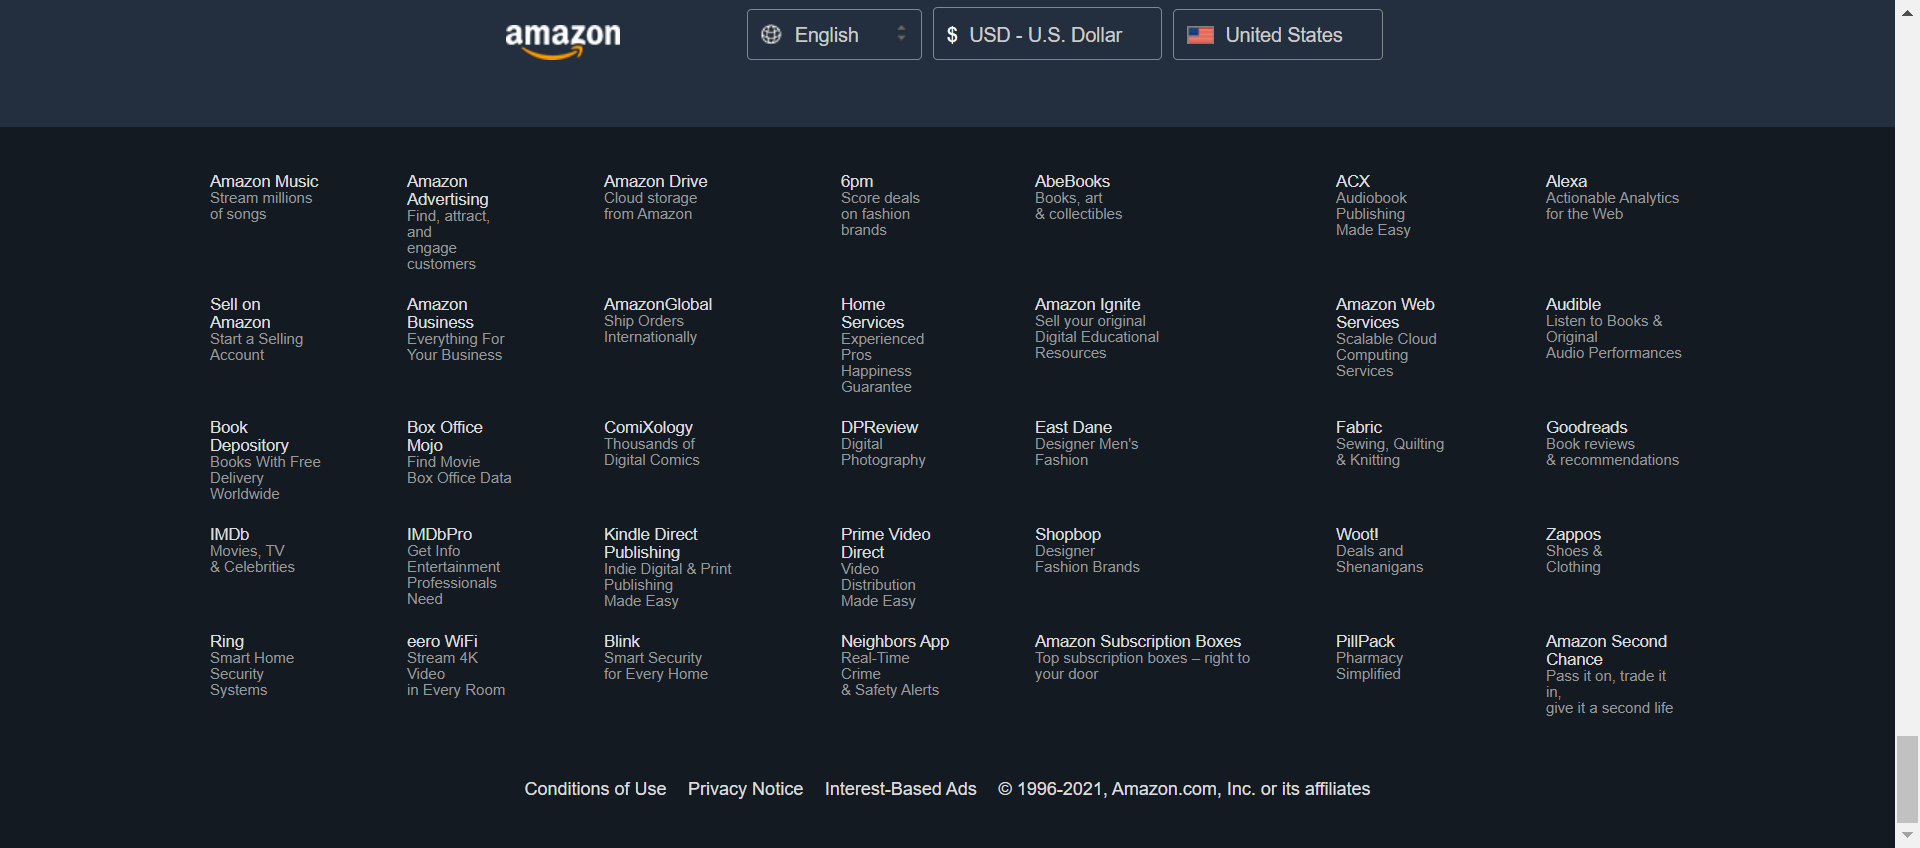 amazon
English
$ USD - U.S. Dollar
United States
Amazon Music
Stream millions
of songs
Amazon
Advertising
Find, attract,
and
engage
customers
Amazon Drive
Cloud storage
from Amazon
6pm
Score deals
on fashion
brands
AbeBooks
Books, art
& collectibles
ACX
Audiobook
Publishing
Made Easy
Alexa
Actionable Analytics
for the Web
Sell on
Amazon
Start a Selling
Account
Amazon
Business
Everything For
Your Business
AmazonGlobal
Ship Orders
Internationally
Home
Services
Experienced
Pros
Happiness
Guarantee
Amazon Ignite
Sell your original
Digital Educational
Resources
Amazon Web
Services
Scalable Cloud
Computing
Services
Audible
Listen to Books &
Original
Audio Performances
Book
Depository
Books With Free
Delivery
Worldwide
Box Office
Mojo
Find Movie
Box Office Data
ComiXology
Thousands of
Digital Comics
DPReview
Digital
Photography
East Dane
Designer Men's
Fashion
Fabric
Sewing, Quilting
& Knitting
Goodreads
Book reviews
& recommendations
IMDb
Movies, TV
& Celebrities
IMDbPro
Get Info
Entertainment
Professionals
Need
Kindle Direct
Publishing
Indie Digital & Print
Publishing
Made Easy
Prime Video
Direct
Video
Distribution
Made Easy
Shopbop
Designer
Fashion Brands
Woot!
Deals and
Shenanigans
Zappos
Shoes &
Clothing
Ring
Smart Home
Security
Systems
eero WiFi
Stream 4K
Video
in Every Room
Blink
Smart Security
for Every Home
Neighbors App
Real-Time
Crime
& Safety Alerts
Amazon Subscription Boxes
Top subscription boxes – right to
your door
PillPack
Pharmacy
Simplified
Amazon Second
Chance
Pass it on, trade it
in,
give it a second life
Conditions of Use Privacy Notice Interest-Based Ads © 1996-2021, Amazon.com, Inc. or its affiliates